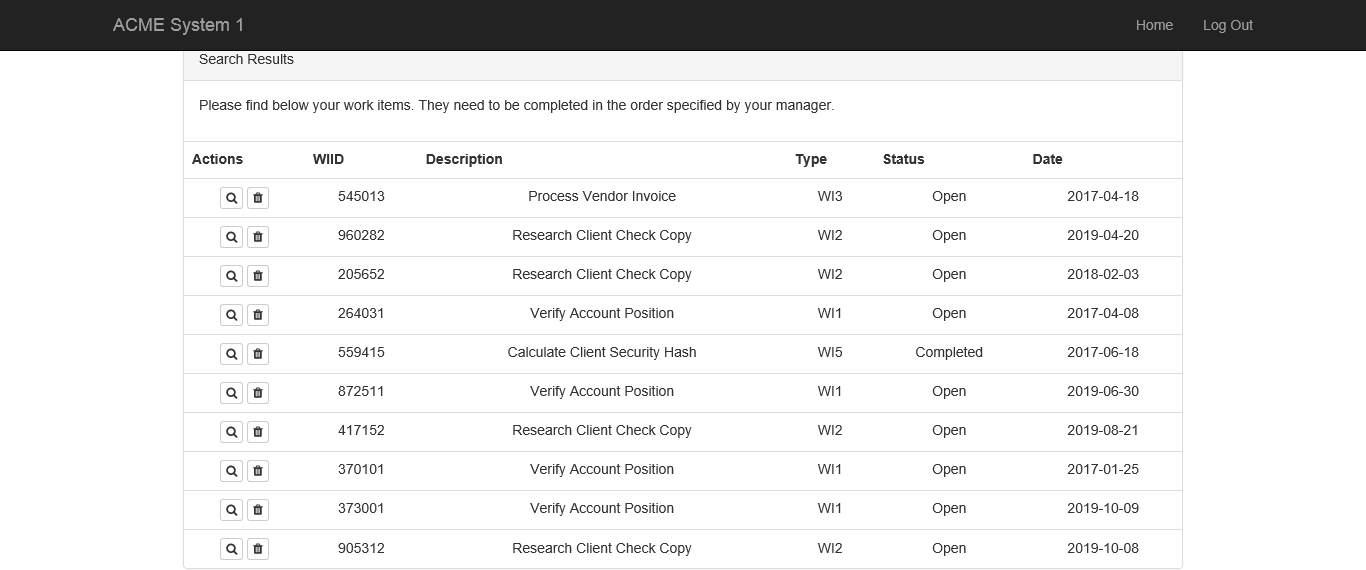 ACME System 1 Home Log Out
Search Results
Please find below your work items. They need to be completed in the order specified by your manager.
Actions WIID Description Type Status Date
545013 Process Vendor Invoice WI3 Open 2017-04-18
960282 Research Client Check Copy WI2 Open 2019-04-20
205652 Research Client Check Copy WI2 Open 2018-02-03
264031 Verify Account Position WI1 Open 2017-04-08
559415 Calculate Client Security Hash WI5 Completed 2017-06-18
872511 Verify Account Position WI1 Open 2019-06-30
417152 Research Client Check Copy WI2 Open 2019-08-21
370101 Verify Account Position WI1 Open 2017-01-25
373001 Verify Account Position WI1 Open 2019-10-09
905312 Research Client Check Copy WI2 Open 2019-10-08